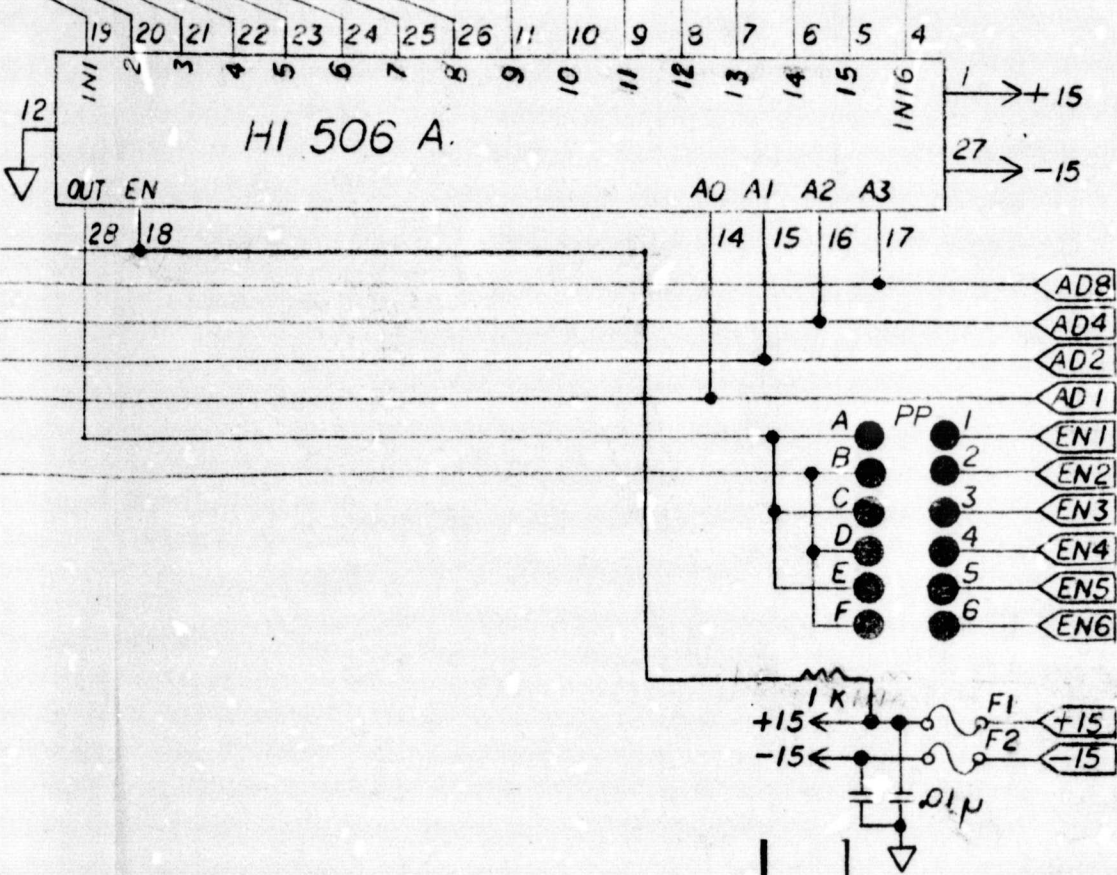 19 20 21 22 23 24 25 26 11 10 9 8 7 6 5 4
IN1 2 3 4 5 6 7 8 9 10 11 12 13 14 15 IN16
1 +15
12
HI 506 A.
27 -15
OUT EN A0 A1 A2 A3
28 18 14 15 16 17
AD8
AD4
AD2
AD1
A PP 1 EN1
B 2 EN2
C 3 EN3
D 4 EN4
E 5 EN5
F 6 EN6
1 K
+15 F1 +15
-15 F2 -15
.01 µ